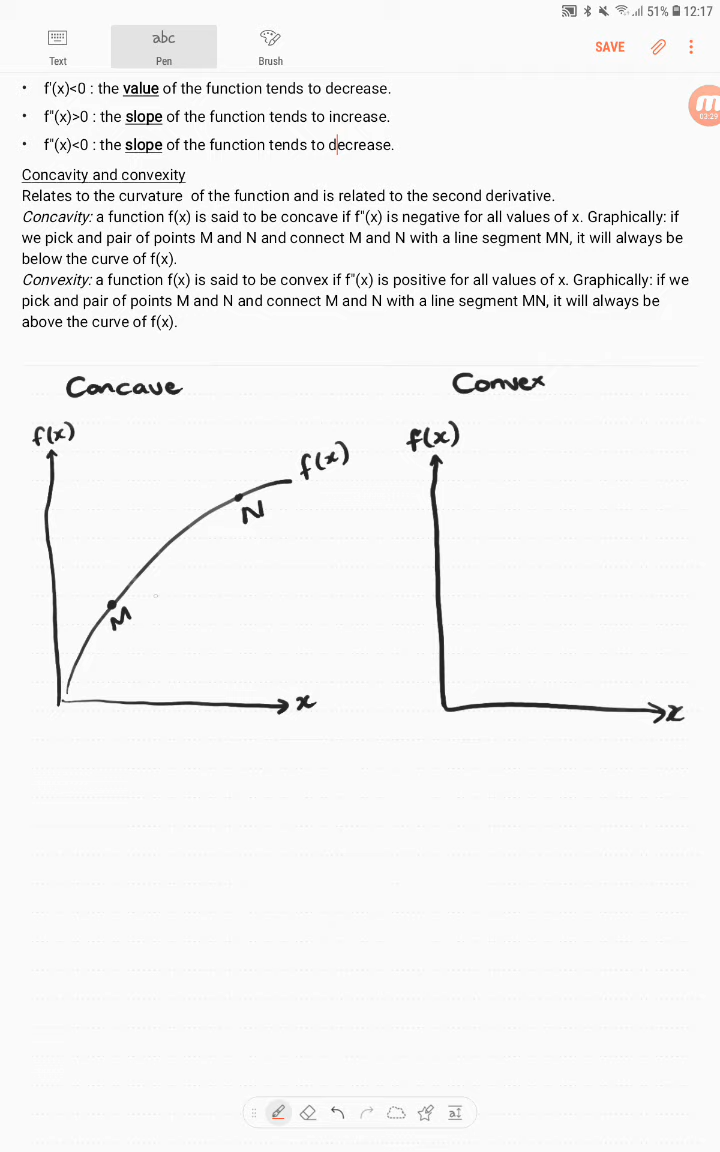 51% 12:17
abc
Text Pen Brush SAVE
• f'(x)<0 : the value of the function tends to decrease.
03:29
• f"(x)>0 : the slope of the function tends to increase.
• f"(x)<0 : the slope of the function tends to decrease.
Concavity and convexity
Relates to the curvature of the function and is related to the second derivative.
Concavity: a function f(x) is said to be concave if f"(x) is negative for all values of x. Graphically: if
we pick and pair of points M and N and connect M and N with a line segment MN, it will always be
below the curve of f(x).
Convexity: a function f(x) is said to be convex if f"(x) is positive for all values of x. Graphically: if we
pick and pair of points M and N and connect M and N with a line segment MN, it will always be
above the curve of f(x).
Concave
f(x)
f(x)
N
M
x
Convex
f(x)
x